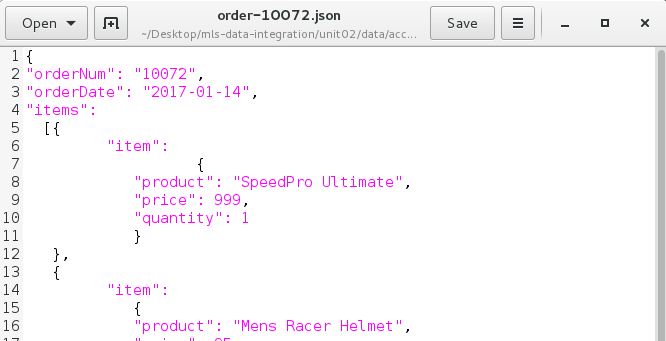 Open
order-10072.json
~/Desktop/mls-data-integration/unit02/data/acc...
Save
1 {
2 "orderNum": "10072",
3 "orderDate": "2017-01-14",
4 "items":
5 [{
6 "item":
7 {
8 "product": "SpeedPro Ultimate",
9 "price": 999,
10 "quantity": 1
11 }
12 },
13 {
14 "item":
15 {
16 "product": "Mens Racer Helmet",